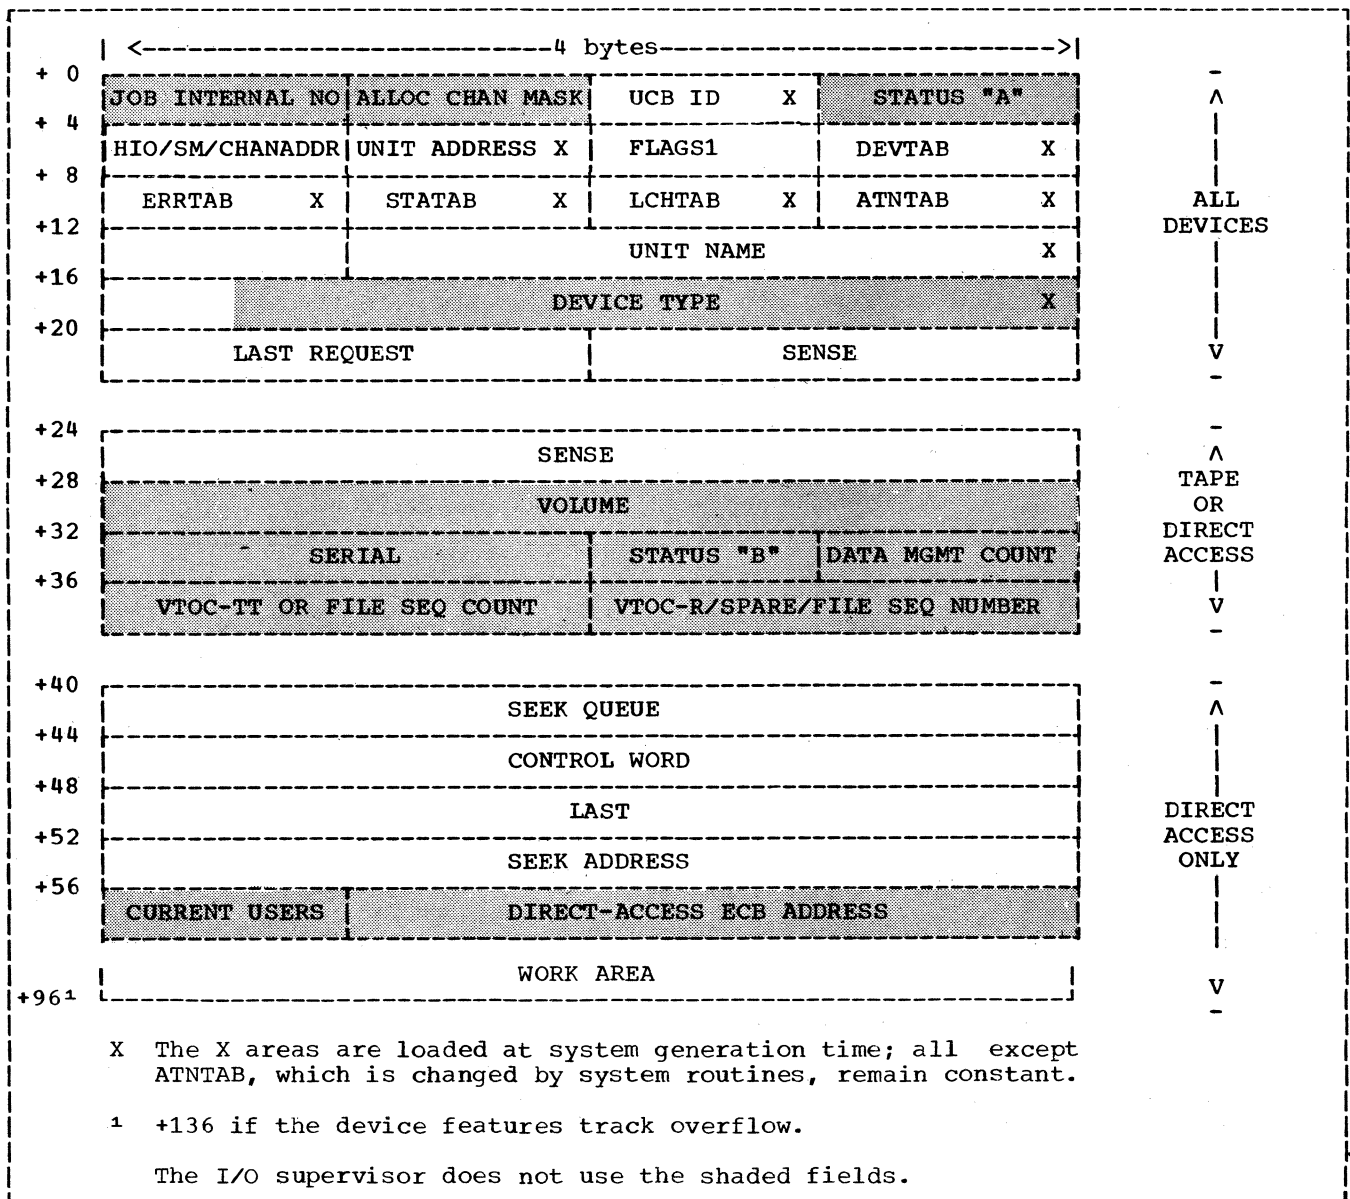 4 bytes
+ 0
JOB INTERNAL NO ALLOC CHAN MASK UCB ID X STATUS "A"
+ 4
HIO/SM/CHANADDR UNIT ADDRESS X FLAGS1 DEVTAB X
+ 8
ERRTAB X STATAB X LCHTAB X ATNTAB X
ALL
DEVICES
+12
UNIT NAME X
+16
DEVICE TYPE X
+20
LAST REQUEST SENSE
+24
SENSE
+28
VOLUME
+32
SERIAL STATUS "B" DATA MGMT COUNT
TAPE
OR
DIRECT
ACCESS
+36
VTOC-TT OR FILE SEQ COUNT VTOC-R/SPARE/FILE SEQ NUMBER
+40
SEEK QUEUE
+44
CONTROL WORD
+48
LAST
+52
SEEK ADDRESS
DIRECT
ACCESS
ONLY
+56
CURRENT USERS DIRECT-ACCESS ECB ADDRESS
WORK AREA
+96¹
X The X areas are loaded at system generation time; all except
ATNTAB, which is changed by system routines, remain constant.
¹ +136 if the device features track overflow.
The I/O supervisor does not use the shaded fields.